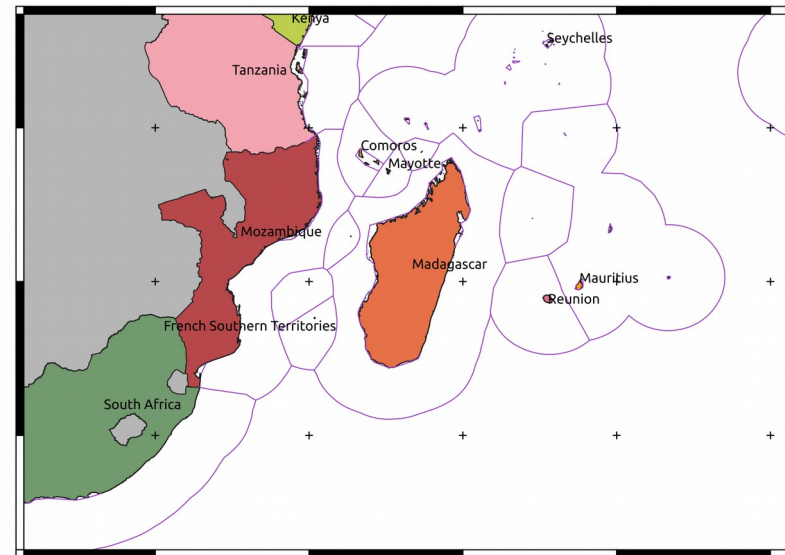 Kenya
Seychelles
Tanzania
Comoros
Mayotte
Mozambique
Madagascar
Mauritius
Reunion
French Southern Territories
South Africa